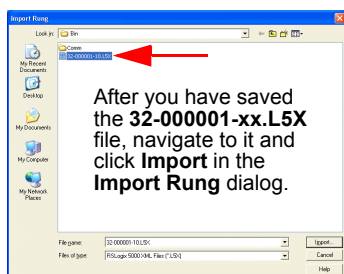 Import Rung
Look in: Bin
Comm
32-000001-10.L5X
My Recent Documents
Desktop
My Documents
My Computer
My Network Places
After you have saved
the 32-000001-xx.L5X
file, navigate to it and
click Import in the
Import Rung dialog.
File name: 32-000001-10.L5X Import...
Files of type: RSLogix 5000 XML Files (*.L5X) Cancel
Help